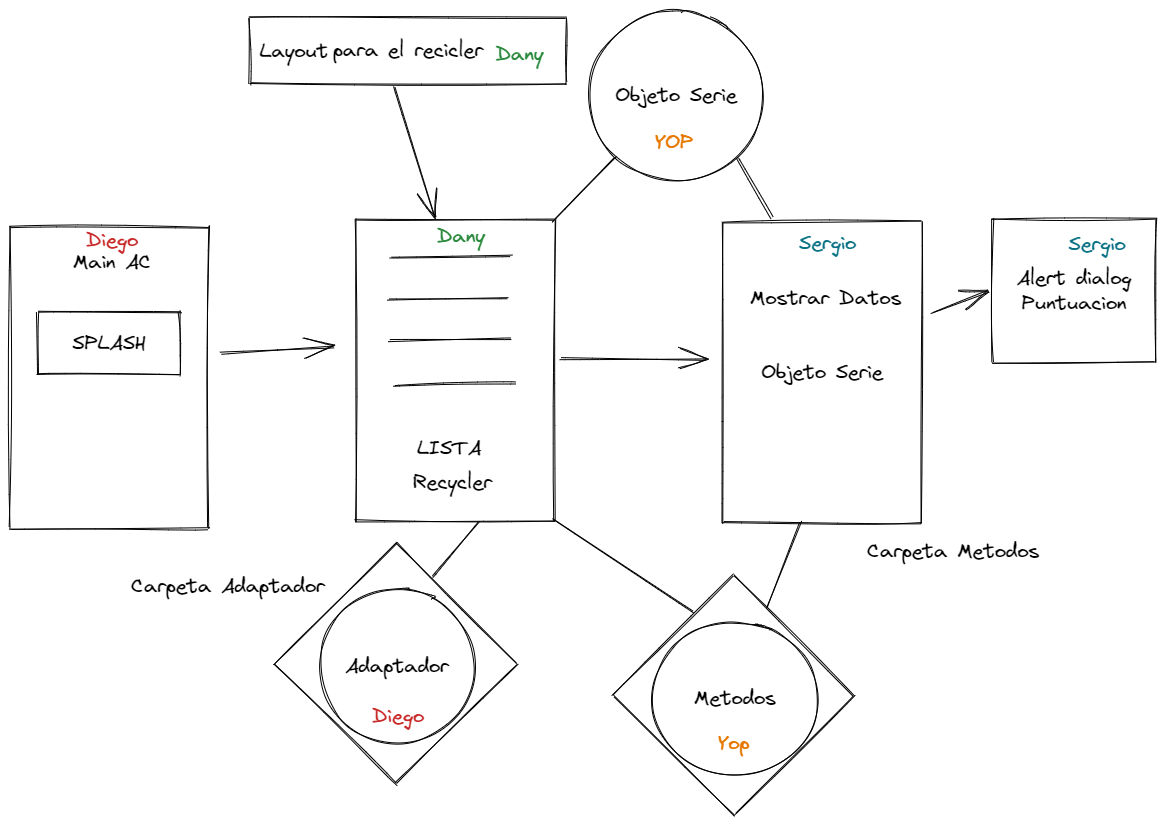 Layout para el recicler Dany
Objeto Serie
YOP
Diego
Main AC
SPLASH
Dany
LISTA
Recycler
Sergio
Mostrar Datos
Objeto Serie
Sergio
Alert dialog
Puntuacion
Carpeta Adaptador
Adaptador
Diego
Carpeta Metodos
Metodos
Yop